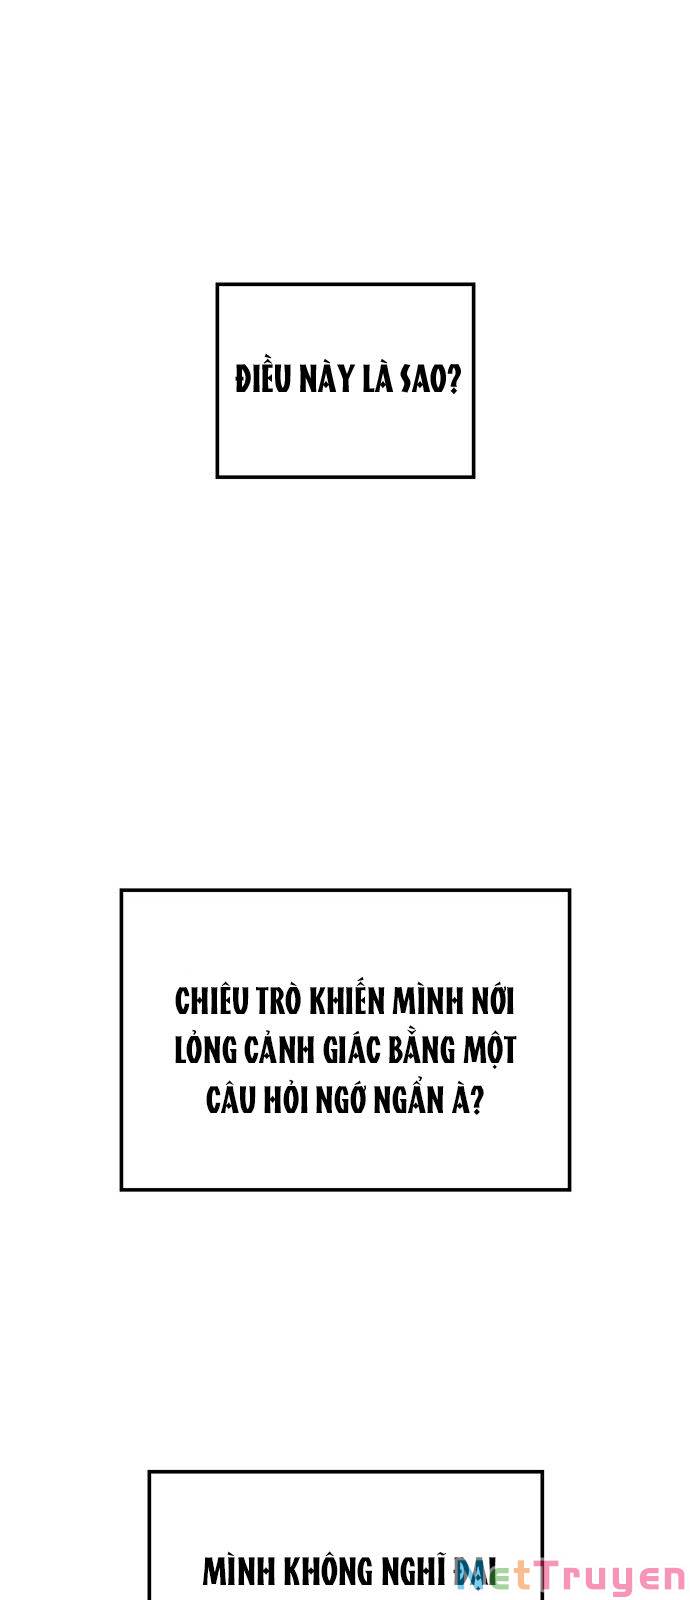 ĐIỀU NÀY LÀ SAO?
CHIÊU TRÒ KHIẾN MÌNH NỚI
LỎNG CẢNH GIÁC BẰNG MỘT
CÂU HỎI NGỚ NGẨN À?
MÌNH KHÔNG NGHĨ ĐẠI
NetTruyen